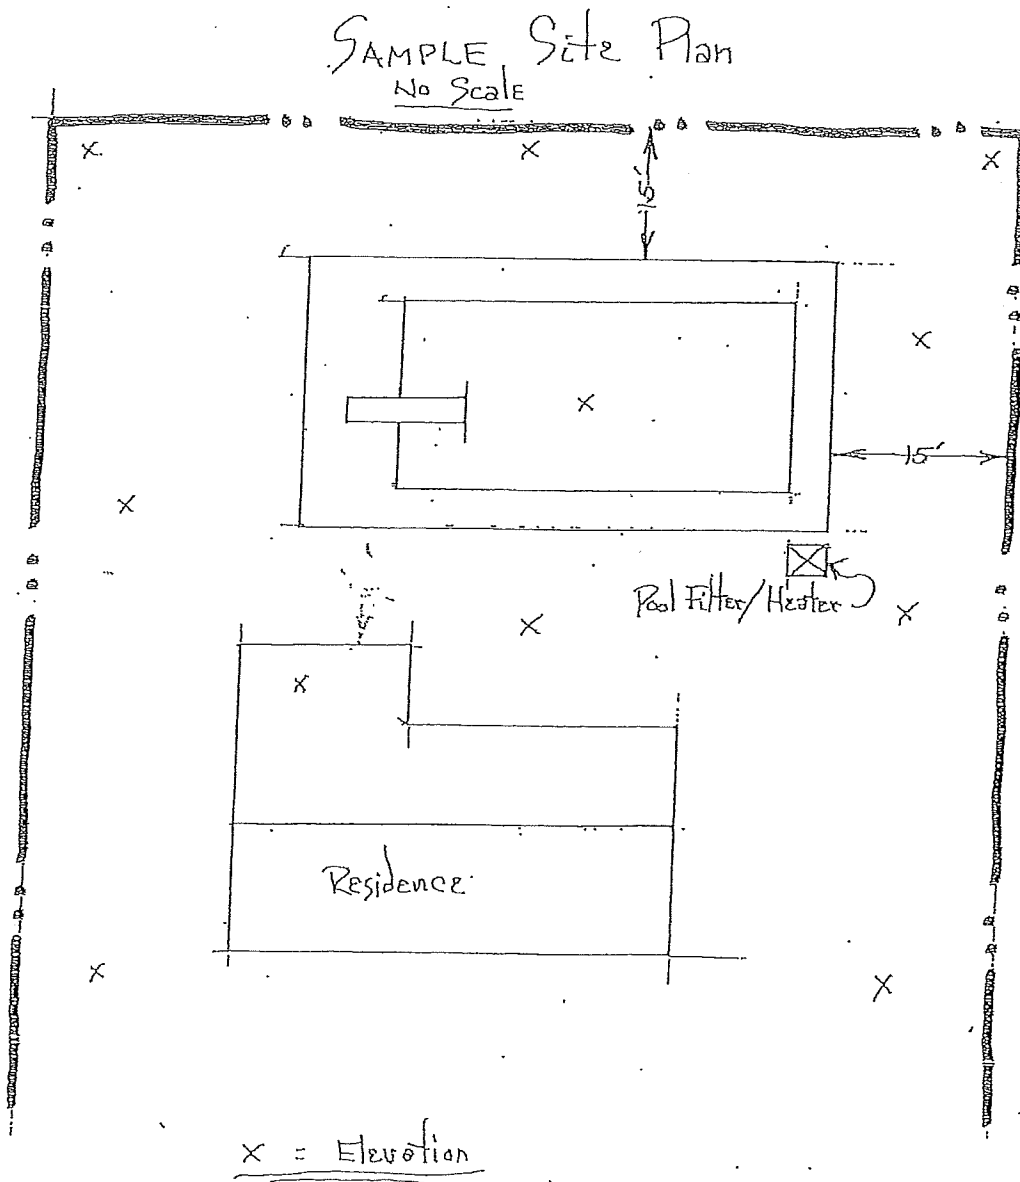 SAMPLE Site Plan
No Scale
x
x
x
15'
x
x
15'
x
Pool Filter/Heater
x
x
x
Residence
x
x
x = Elevation